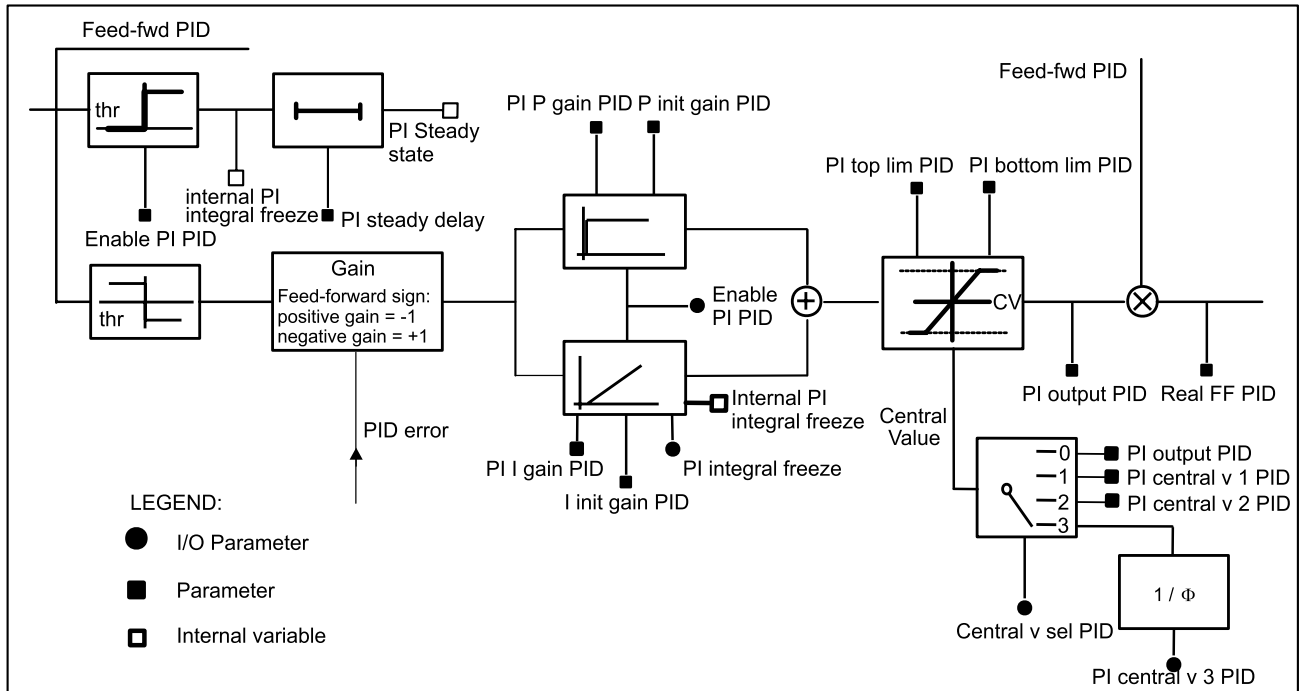 Feed-fwd PID
thr
PI Steady
state
internal PI
integral freeze
PI steady delay
Enable PI PID
thr
Gain
Feed-forward sign:
positive gain = -1
negative gain = +1
PID error
PI P gain PID
P init gain PID
Enable
PI PID
Internal PI
integral freeze
PI I gain PID
PI integral freeze
I init gain PID
PI top lim PID
PI bottom lim PID
Feed-fwd PID
CV
PI output PID
Real FF PID
Central
Value
0
PI output PID
1
PI central v 1 PID
2
PI central v 2 PID
3
1 / Φ
Central v sel PID
PI central v 3 PID
LEGEND:
I/O Parameter
Parameter
Internal variable